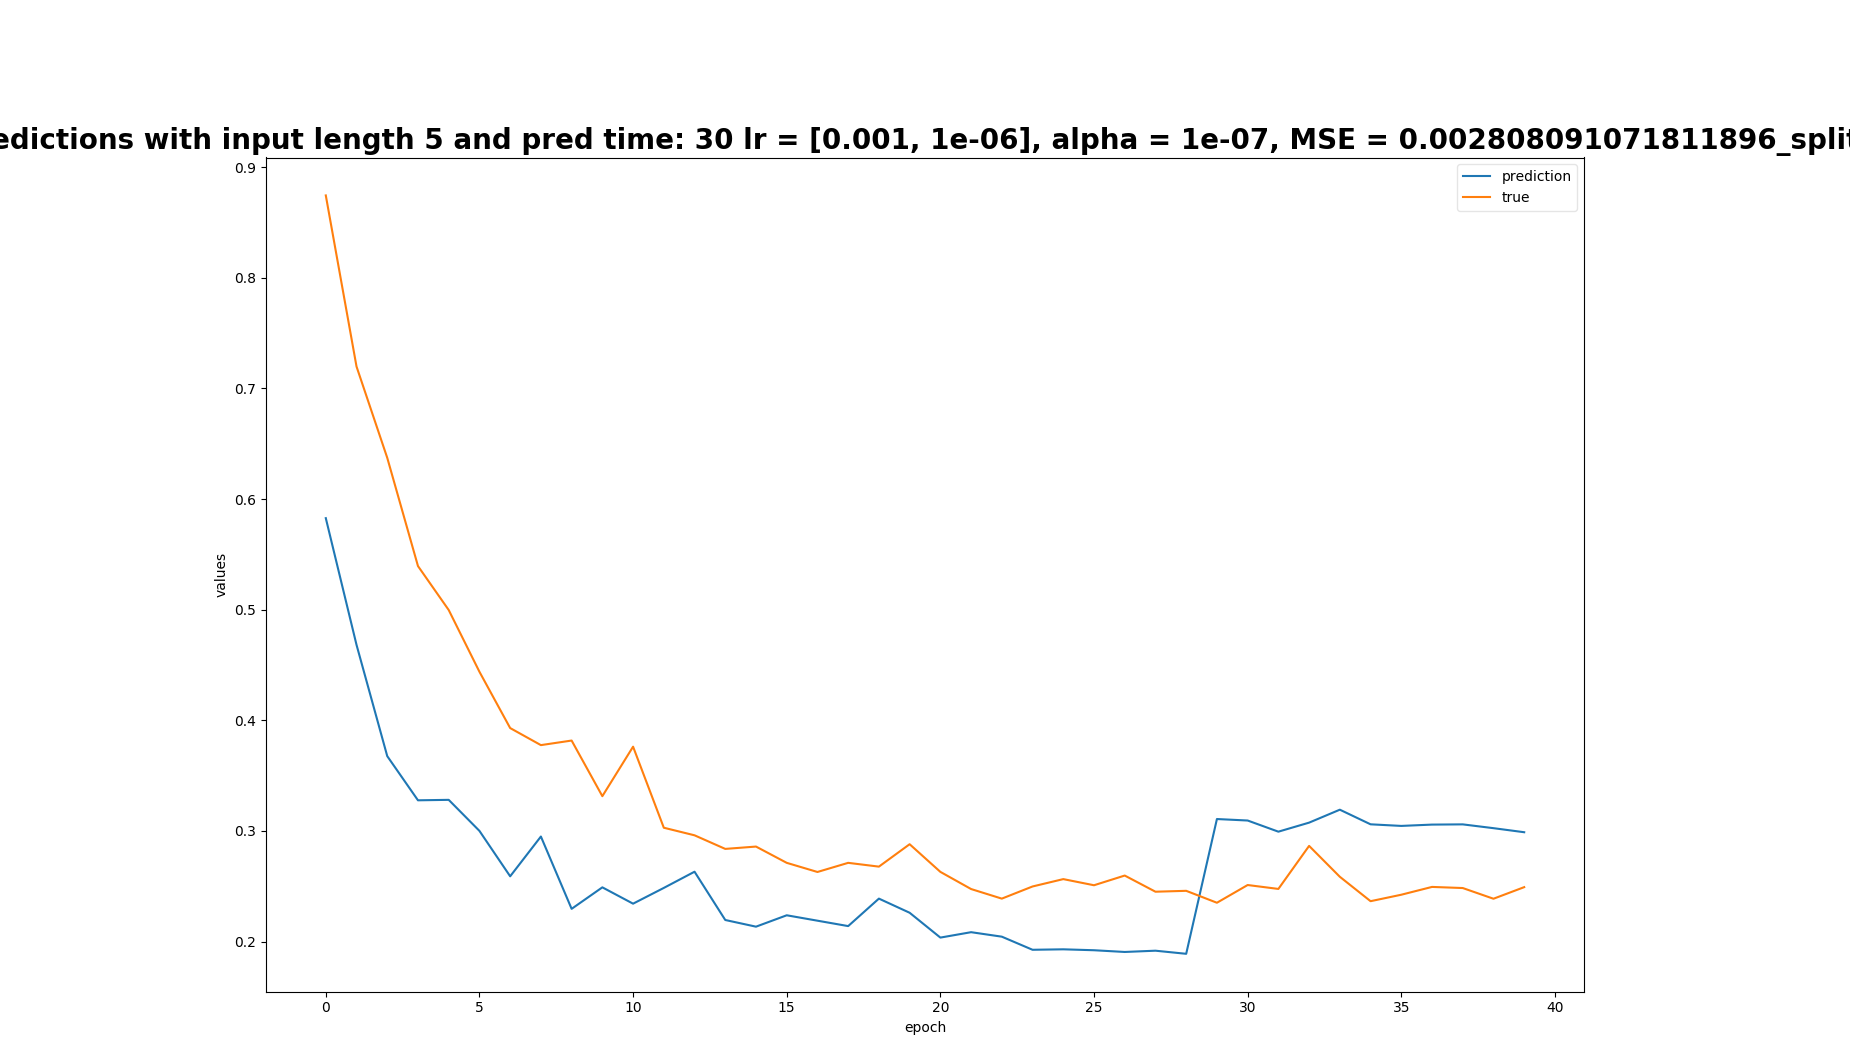 edictions with input length 5 and pred time: 30 lr = [0.001, 1e-06], alpha = 1e-07, MSE = 0.002808091071811896_split
prediction
true
0.9
0.8
0.7
0.6
0.5
0.4
0.3
0.2
values
0 5 10 15 20 25 30 35 40
epoch